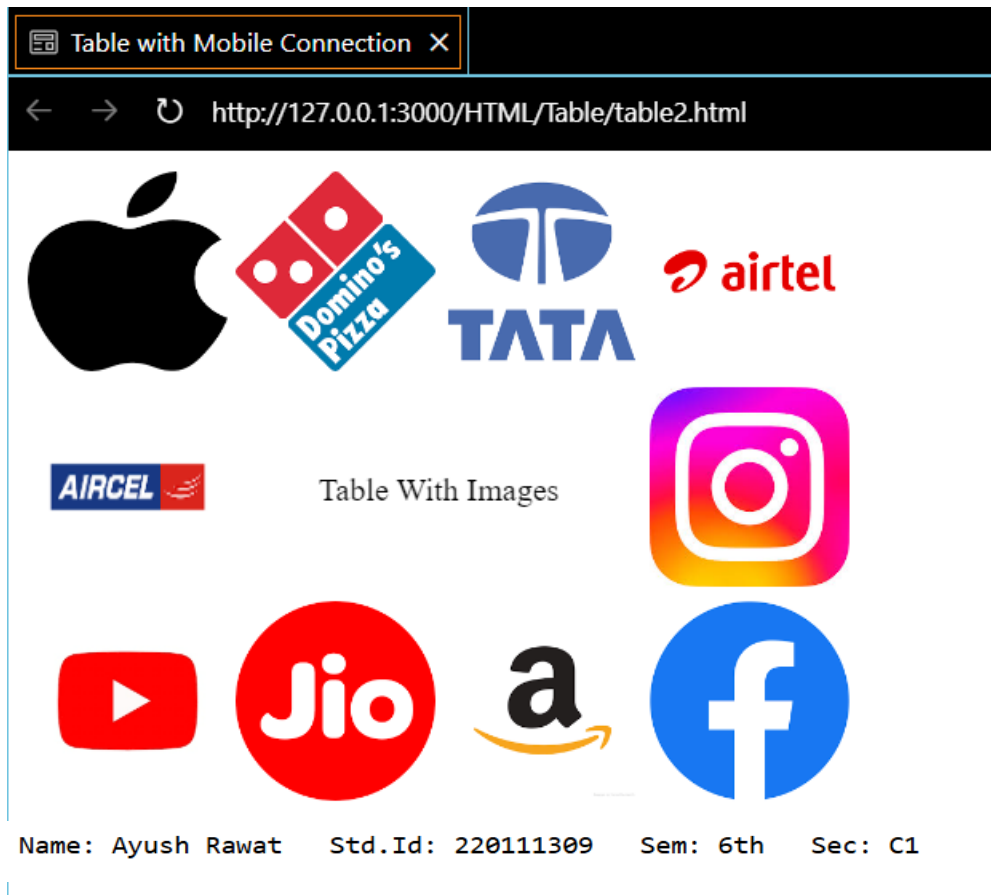 Table with Mobile Connection
http://127.0.0.1:3000/HTML/Table/table2.html
Domino's
Pizza
TATA
airtel
AIRCEL
Table With Images
Jio
a
Name: Ayush Rawat Std.Id: 220111309 Sem: 6th Sec: C1